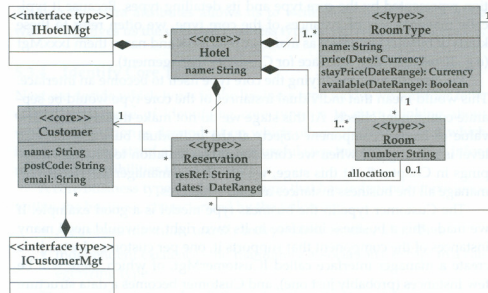 <<interface type>>
IHotelMgt
*
<<core>>
Hotel
name: String
1..*
<<type>>
RoomType
name: String
price(Date): Currency
stayPrice(DateRange): Currency
available(DateRange): Boolean
1
1
1..*
<<type>>
Room
number: String
0..1
allocation
<<core>>
Customer
name: String
postCode: String
email: String
1
*
*
<<type>>
Reservation
resRef: String
dates: DateRange
*
*
*
<<interface type>>
ICustomerMgt